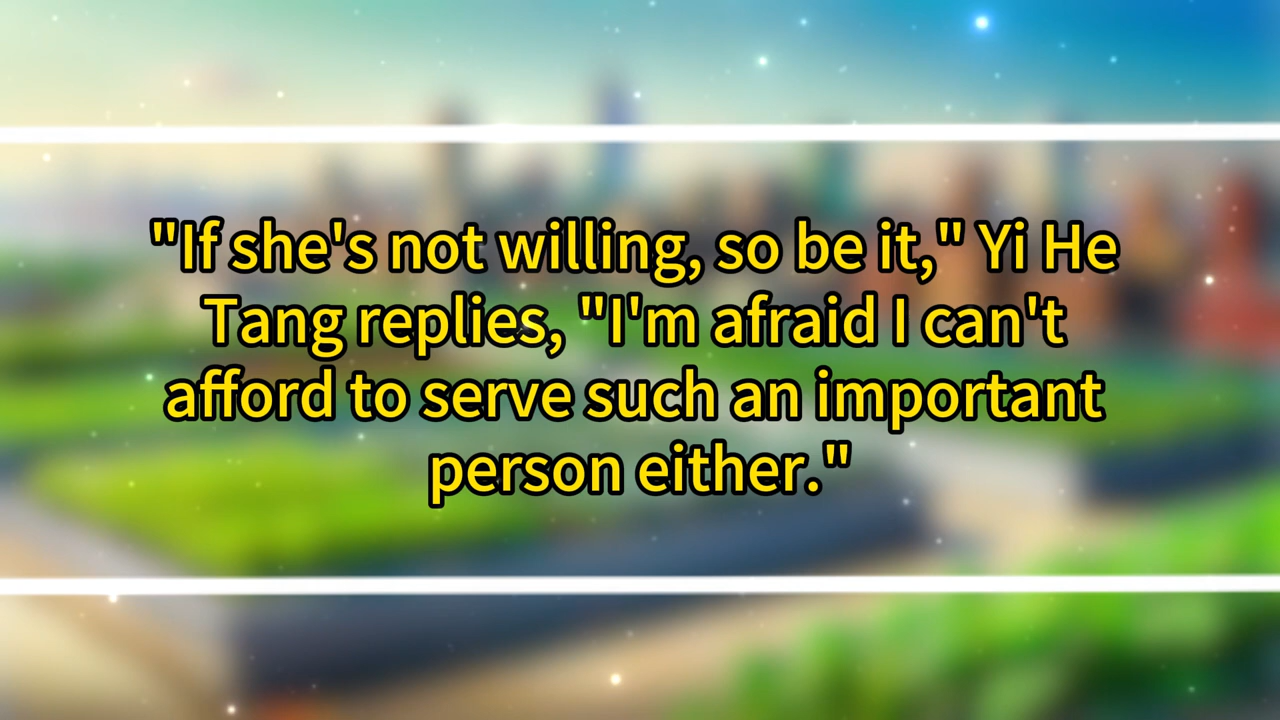 "If she's not willing, so be it," Yi He
Tang replies, "I'm afraid I can't
afford to serve such an important
person either."